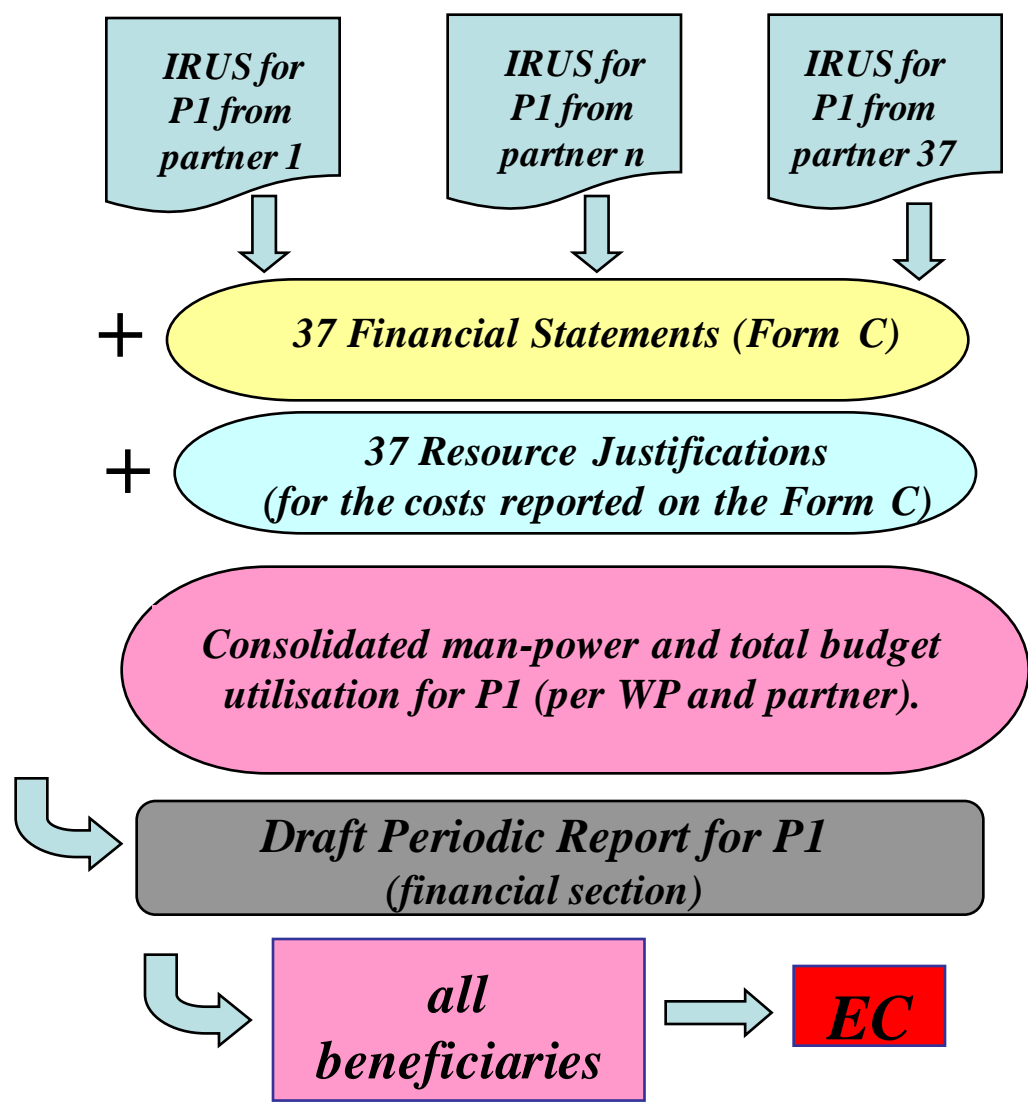 IRUS for
P1 from
partner 1
IRUS for
P1 from
partner n
IRUS for
P1 from
partner 37
+ 37 Financial Statements (Form C)
+ 37 Resource Justifications
(for the costs reported on the Form C)
Consolidated man-power and total budget
utilisation for P1 (per WP and partner).
Draft Periodic Report for P1
(financial section)
all
beneficiaries
EC